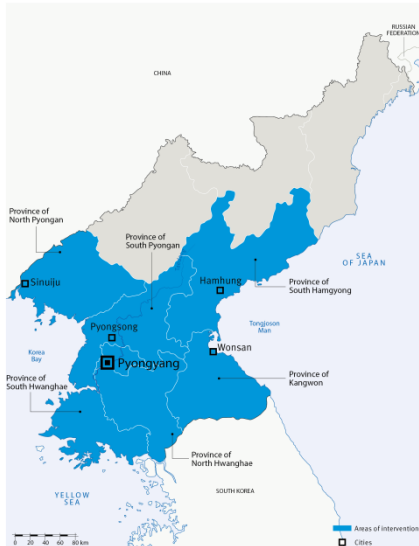 RUSSIAN
FEDERATION
CHINA
Province of
North Pyongan
Province of
South Pyongan
SEA
OF JAPAN
Sinuiju
Hamhung
Province of
South Hamgyong
Tongjoson
Man
Pyongsong
Korea
Bay
Wonsan
Pyongyang
Province of
South Hwanghae
Province of
Kangwon
Province of
North Hwanghae
YELLOW
SEA
SOUTH KOREA
Areas of intervention
0 20 40 60 80 km
Cities